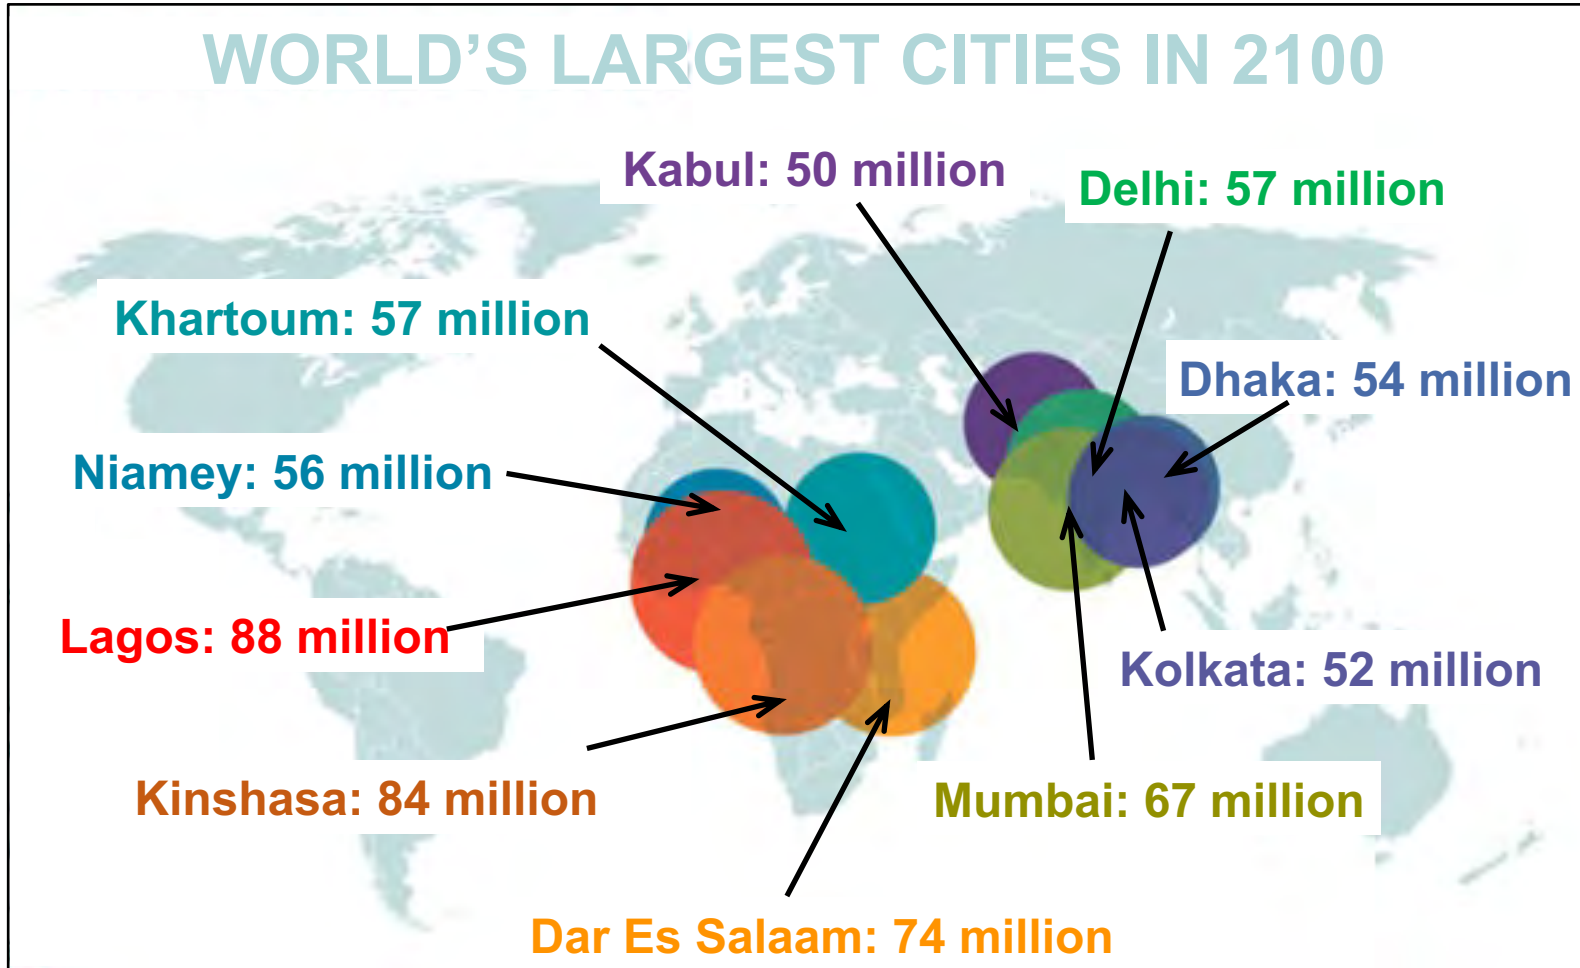 WORLD'S LARGEST CITIES IN 2100
Kabul: 50 million
Delhi: 57 million
Khartoum: 57 million
Dhaka: 54 million
Niamey: 56 million
Lagos: 88 million
Kolkata: 52 million
Kinshasa: 84 million
Mumbai: 67 million
Dar Es Salaam: 74 million